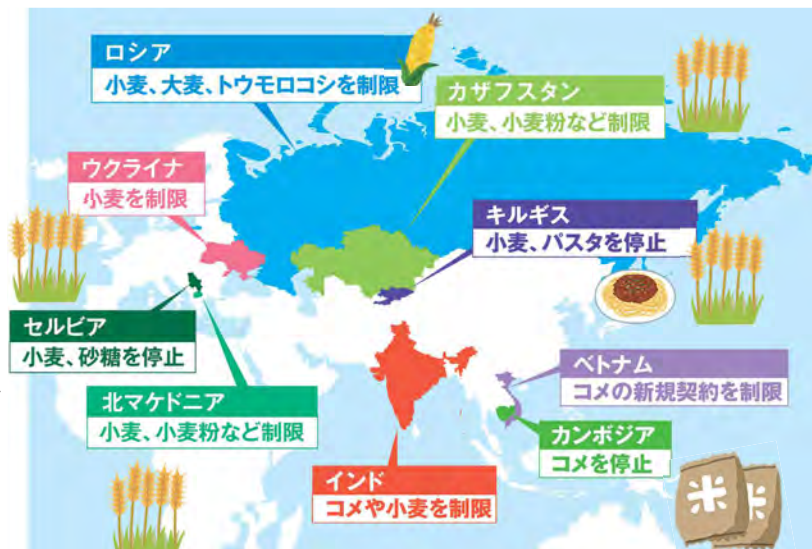 ロシア
小麦、大麦、トウモロコシを制限
カザフスタン
小麦、小麦粉など制限
ウクライナ
小麦を制限
キルギス
小麦、パスタを停止
セルビア
小麦、砂糖を停止
北マケドニア
小麦、小麦粉など制限
ベトナム
コメの新規契約を制限
カンボジア
コメを停止
インド
コメや小麦を制限
米